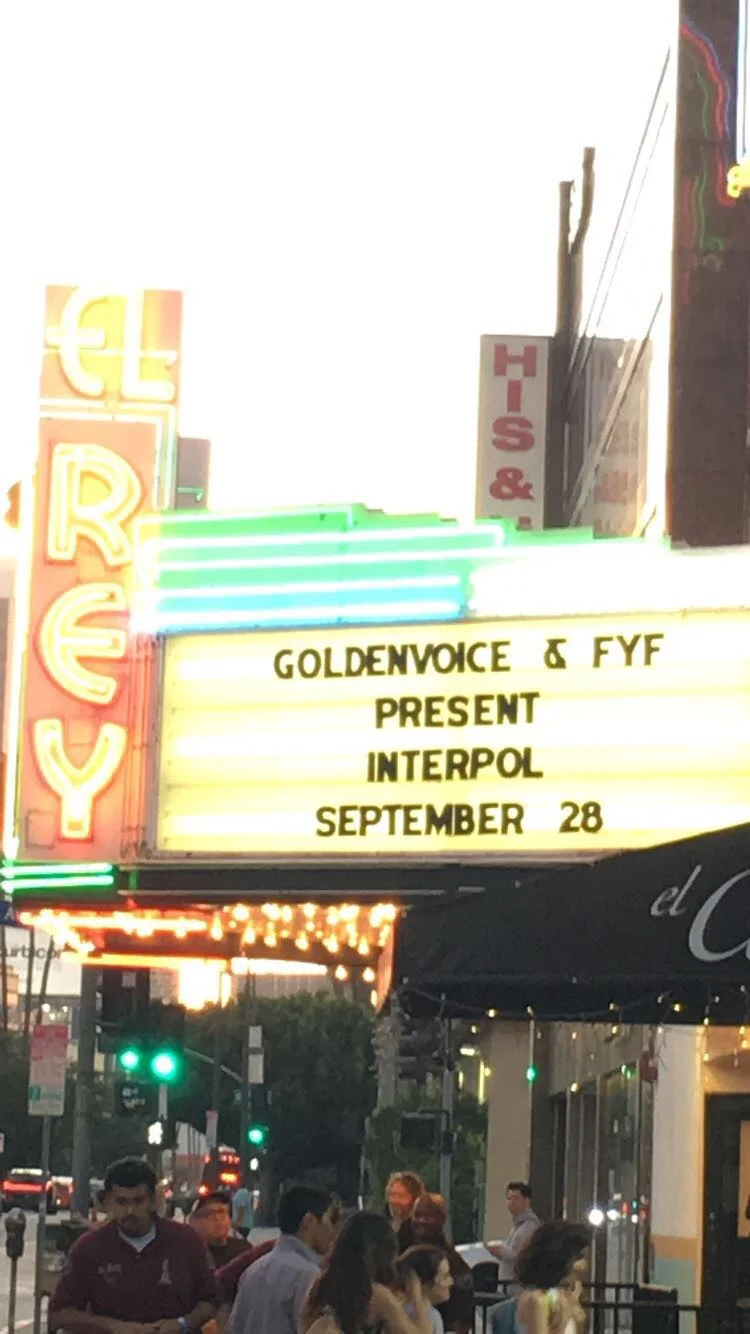 EL
REY
HIS &
GOLDENVOICE & FYF
PRESENT
INTERPOL
SEPTEMBER 28
el